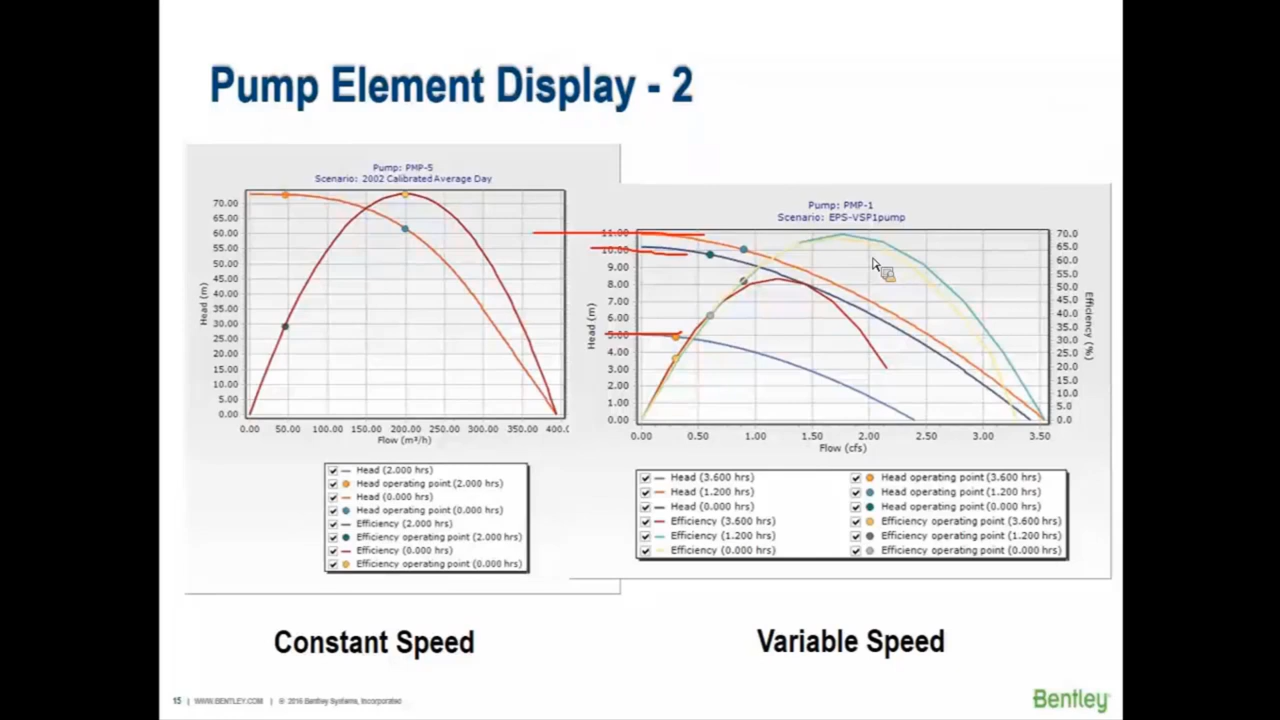 Pump Element Display - 2
Pump: PMP-5
Scenario: 2002 Calibrated Average Day
70.00
65.00
60.00
55.00
50.00
45.00
40.00
35.00
30.00
25.00
20.00
15.00
10.00
5.00
0.00
Head (m)
0.00 50.00 100.00 150.00 200.00 250.00 300.00 350.00 400.0
Flow (m³/h)
Head (2.000 hrs)
Head operating point (2.000 hrs)
Head (0.000 hrs)
Head operating point (0.000 hrs)
Efficiency (2.000 hrs)
Efficiency operating point (2.000 hrs)
Efficiency (0.000 hrs)
Efficiency operating point (0.000 hrs)
Constant Speed
Pump: PMP-1
Scenario: EPS-VSP1pump
11.00
10.00
9.00
8.00
7.00
6.00
5.00
4.00
3.00
2.00
1.00
0.00
Head (m)
70.0
65.0
60.0
55.0
50.0
45.0
40.0
35.0
30.0
25.0
20.0
15.0
10.0
5.0
0.0
Efficiency (%)
0.00 0.50 1.00 1.50 2.00 2.50 3.00 3.50
Flow (cfs)
Head (3.600 hrs)
Head (1.200 hrs)
Head (0.000 hrs)
Efficiency (3.600 hrs)
Efficiency (1.200 hrs)
Efficiency (0.000 hrs)
Head operating point (3.600 hrs)
Head operating point (1.200 hrs)
Head operating point (0.000 hrs)
Efficiency operating point (3.600 hrs)
Efficiency operating point (1.200 hrs)
Efficiency operating point (0.000 hrs)
Variable Speed
15 | WWW.BENTLEY.COM | © 2016 Bentley Systems, Incorporated
Bentley